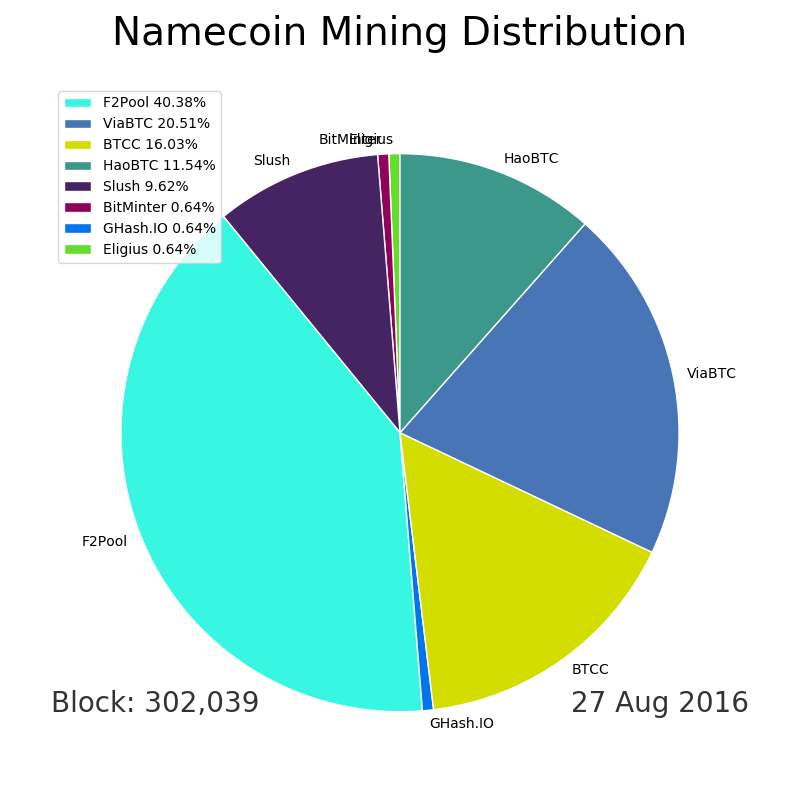 Namecoin Mining Distribution
F2Pool 40.38%
ViaBTC 20.51%
BTCC 16.03%
HaoBTC 11.54%
Slush 9.62%
BitMinter 0.64%
GHash.IO 0.64%
Eligius 0.64%
BitMinter
Eligius
HaoBTC
Slush
ViaBTC
F2Pool
BTCC
GHash.IO
Block: 302,039
27 Aug 2016